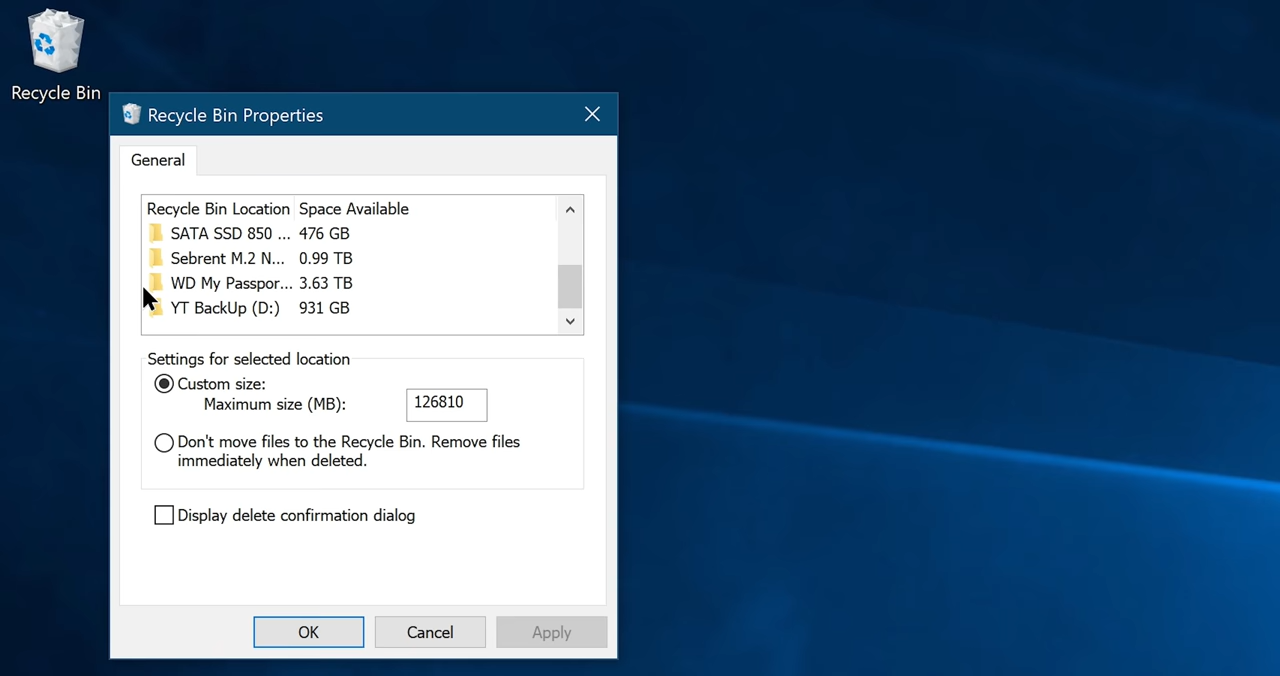 Recycle Bin
Recycle Bin Properties
General
Recycle Bin Location Space Available
SATA SSD 850 ... 476 GB
Sebrent M.2 N... 0.99 TB
WD My Passpor... 3.63 TB
YT BackUp (D:) 931 GB
Settings for selected location
Custom size:
Maximum size (MB): 126810
Don't move files to the Recycle Bin. Remove files
immediately when deleted.
Display delete confirmation dialog
OK Cancel Apply